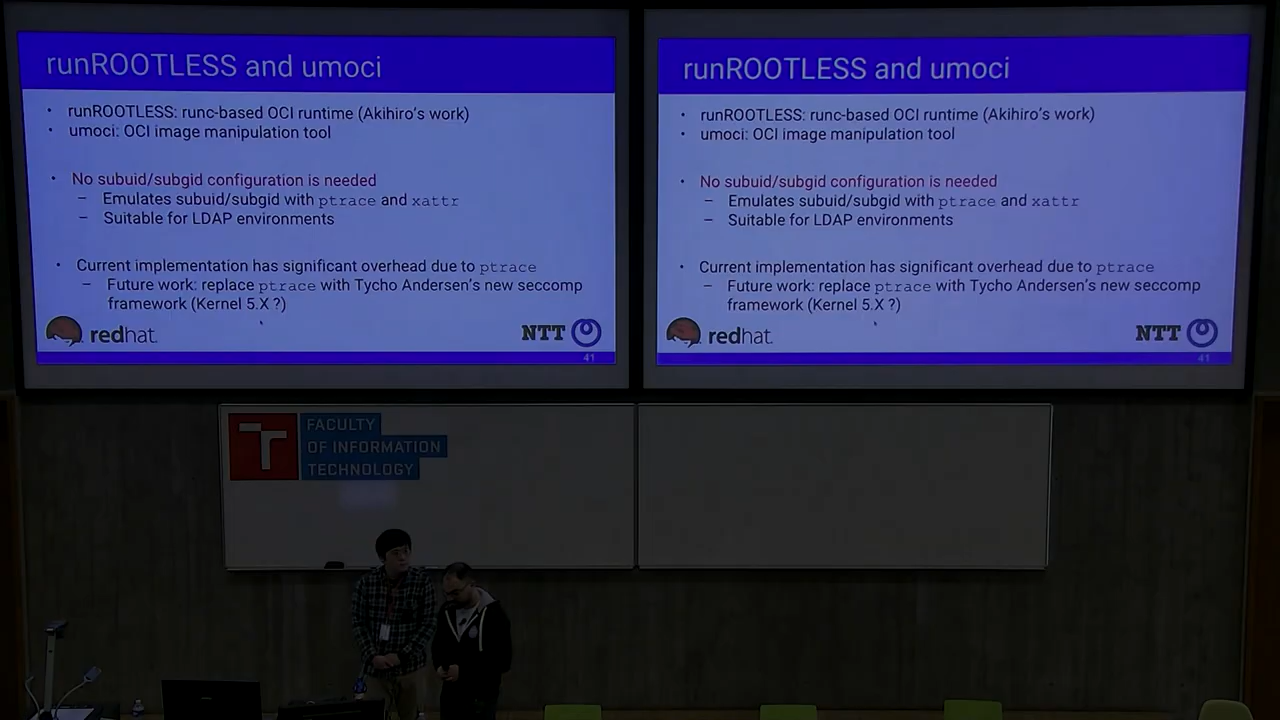 runROOTLESS and umoci
• runROOTLESS: runc-based OCI runtime (Akihiro's work)
• umoci: OCI image manipulation tool
• No subuid/subgid configuration is needed
– Emulates subuid/subgid with ptrace and xattr
– Suitable for LDAP environments
• Current implementation has significant overhead due to ptrace
– Future work: replace ptrace with Tycho Andersen's new seccomp
framework (Kernel 5.X ?)
redhat.
NTT
41
runROOTLESS and umoci
• runROOTLESS: runc-based OCI runtime (Akihiro's work)
• umoci: OCI image manipulation tool
• No subuid/subgid configuration is needed
– Emulates subuid/subgid with ptrace and xattr
– Suitable for LDAP environments
• Current implementation has significant overhead due to ptrace
– Future work: replace ptrace with Tycho Andersen's new seccomp
framework (Kernel 5.X ?)
redhat.
NTT
41
T
FACULTY
OF INFORMATION
TECHNOLOGY